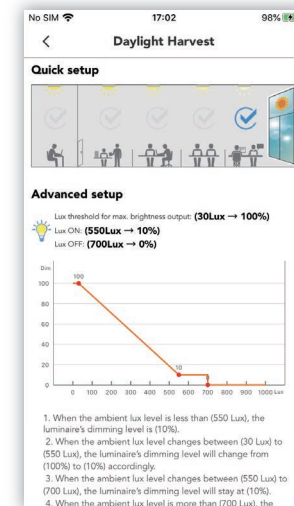 No SIM 17:02 98%
Daylight Harvest
Quick setup
Advanced setup
Lux threshold for max. brightness output: (30Lux → 100%)
Lux ON: (550Lux → 10%)
Lux OFF: (700Lux → 0%)
Dim
100
100
80
60
40
20
10
0
0 100 200 300 400 500 600 700 800 900 1000 Lux
1. When the ambient lux level is less than (550 Lux), the
luminaire's dimming level is (10%).
2. When the ambient lux level changes between (30 Lux) to
(550 Lux), the luminaire's dimming level will change from
(100%) to (10%) accordingly.
3. When the ambient lux level changes between (550 Lux) to
(700 Lux), the luminaire's dimming level will stay at (10%).
4. When the ambient lux level is more than (700 Lux), the